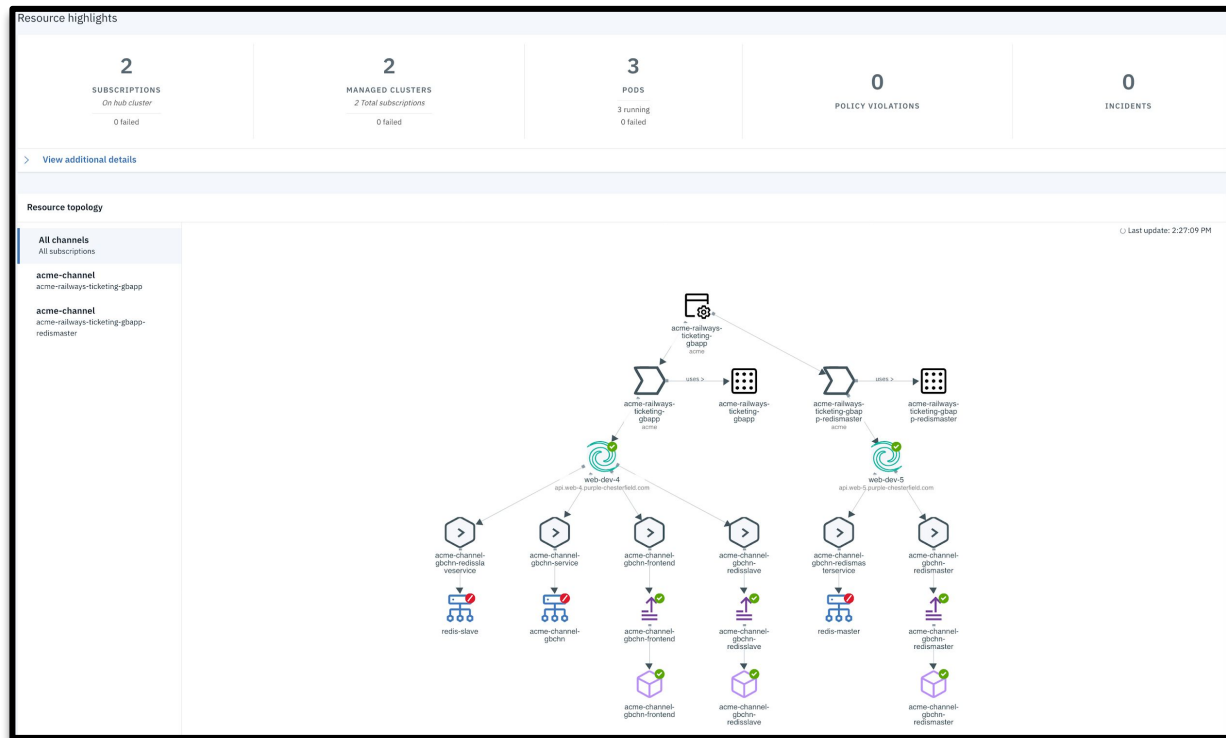 Resource highlights
2
SUBSCRIPTIONS
On hub cluster
0 failed
2
MANAGED CLUSTERS
2 Total subscriptions
0 failed
3
PODS
3 running
0 failed
0
POLICY VIOLATIONS
0
INCIDENTS
View additional details
Resource topology
All channels
All subscriptions
acme-channel
acme-railways-ticketing-gbapp
acme-channel
acme-railways-ticketing-gbapp-
redismaster
Last update: 2:27:09 PM
acme-railways-
ticketing-
gbapp
acme
uses >
uses >
acme-railways-
ticketing-
gbapp
acme
acme-railways-
ticketing-
gbapp
acme-railways-
ticketing-gbap
p-redismaster
acme
acme-railways-
ticketing-gbap
p-redismaster
web-dev-4
api.web-4.purple-chesterfield.com
web-dev-5
api.web-5.purple-chesterfield.com
acme-channel-
gbchn-redissla
veservice
acme-channel-
gbchn-service
acme-channel-
gbchn-frontend
acme-channel-
gbchn-
redisslave
acme-channel-
gbchn-redismas
terservice
acme-channel-
gbchn-
redismaster
redis-slave
acme-channel-
gbchn
acme-channel-
gbchn-frontend
acme-channel-
gbchn-
redisslave
redis-master
acme-channel-
gbchn-
redismaster
acme-channel-
gbchn-frontend
acme-channel-
gbchn-
redisslave
acme-channel-
gbchn-
redismaster